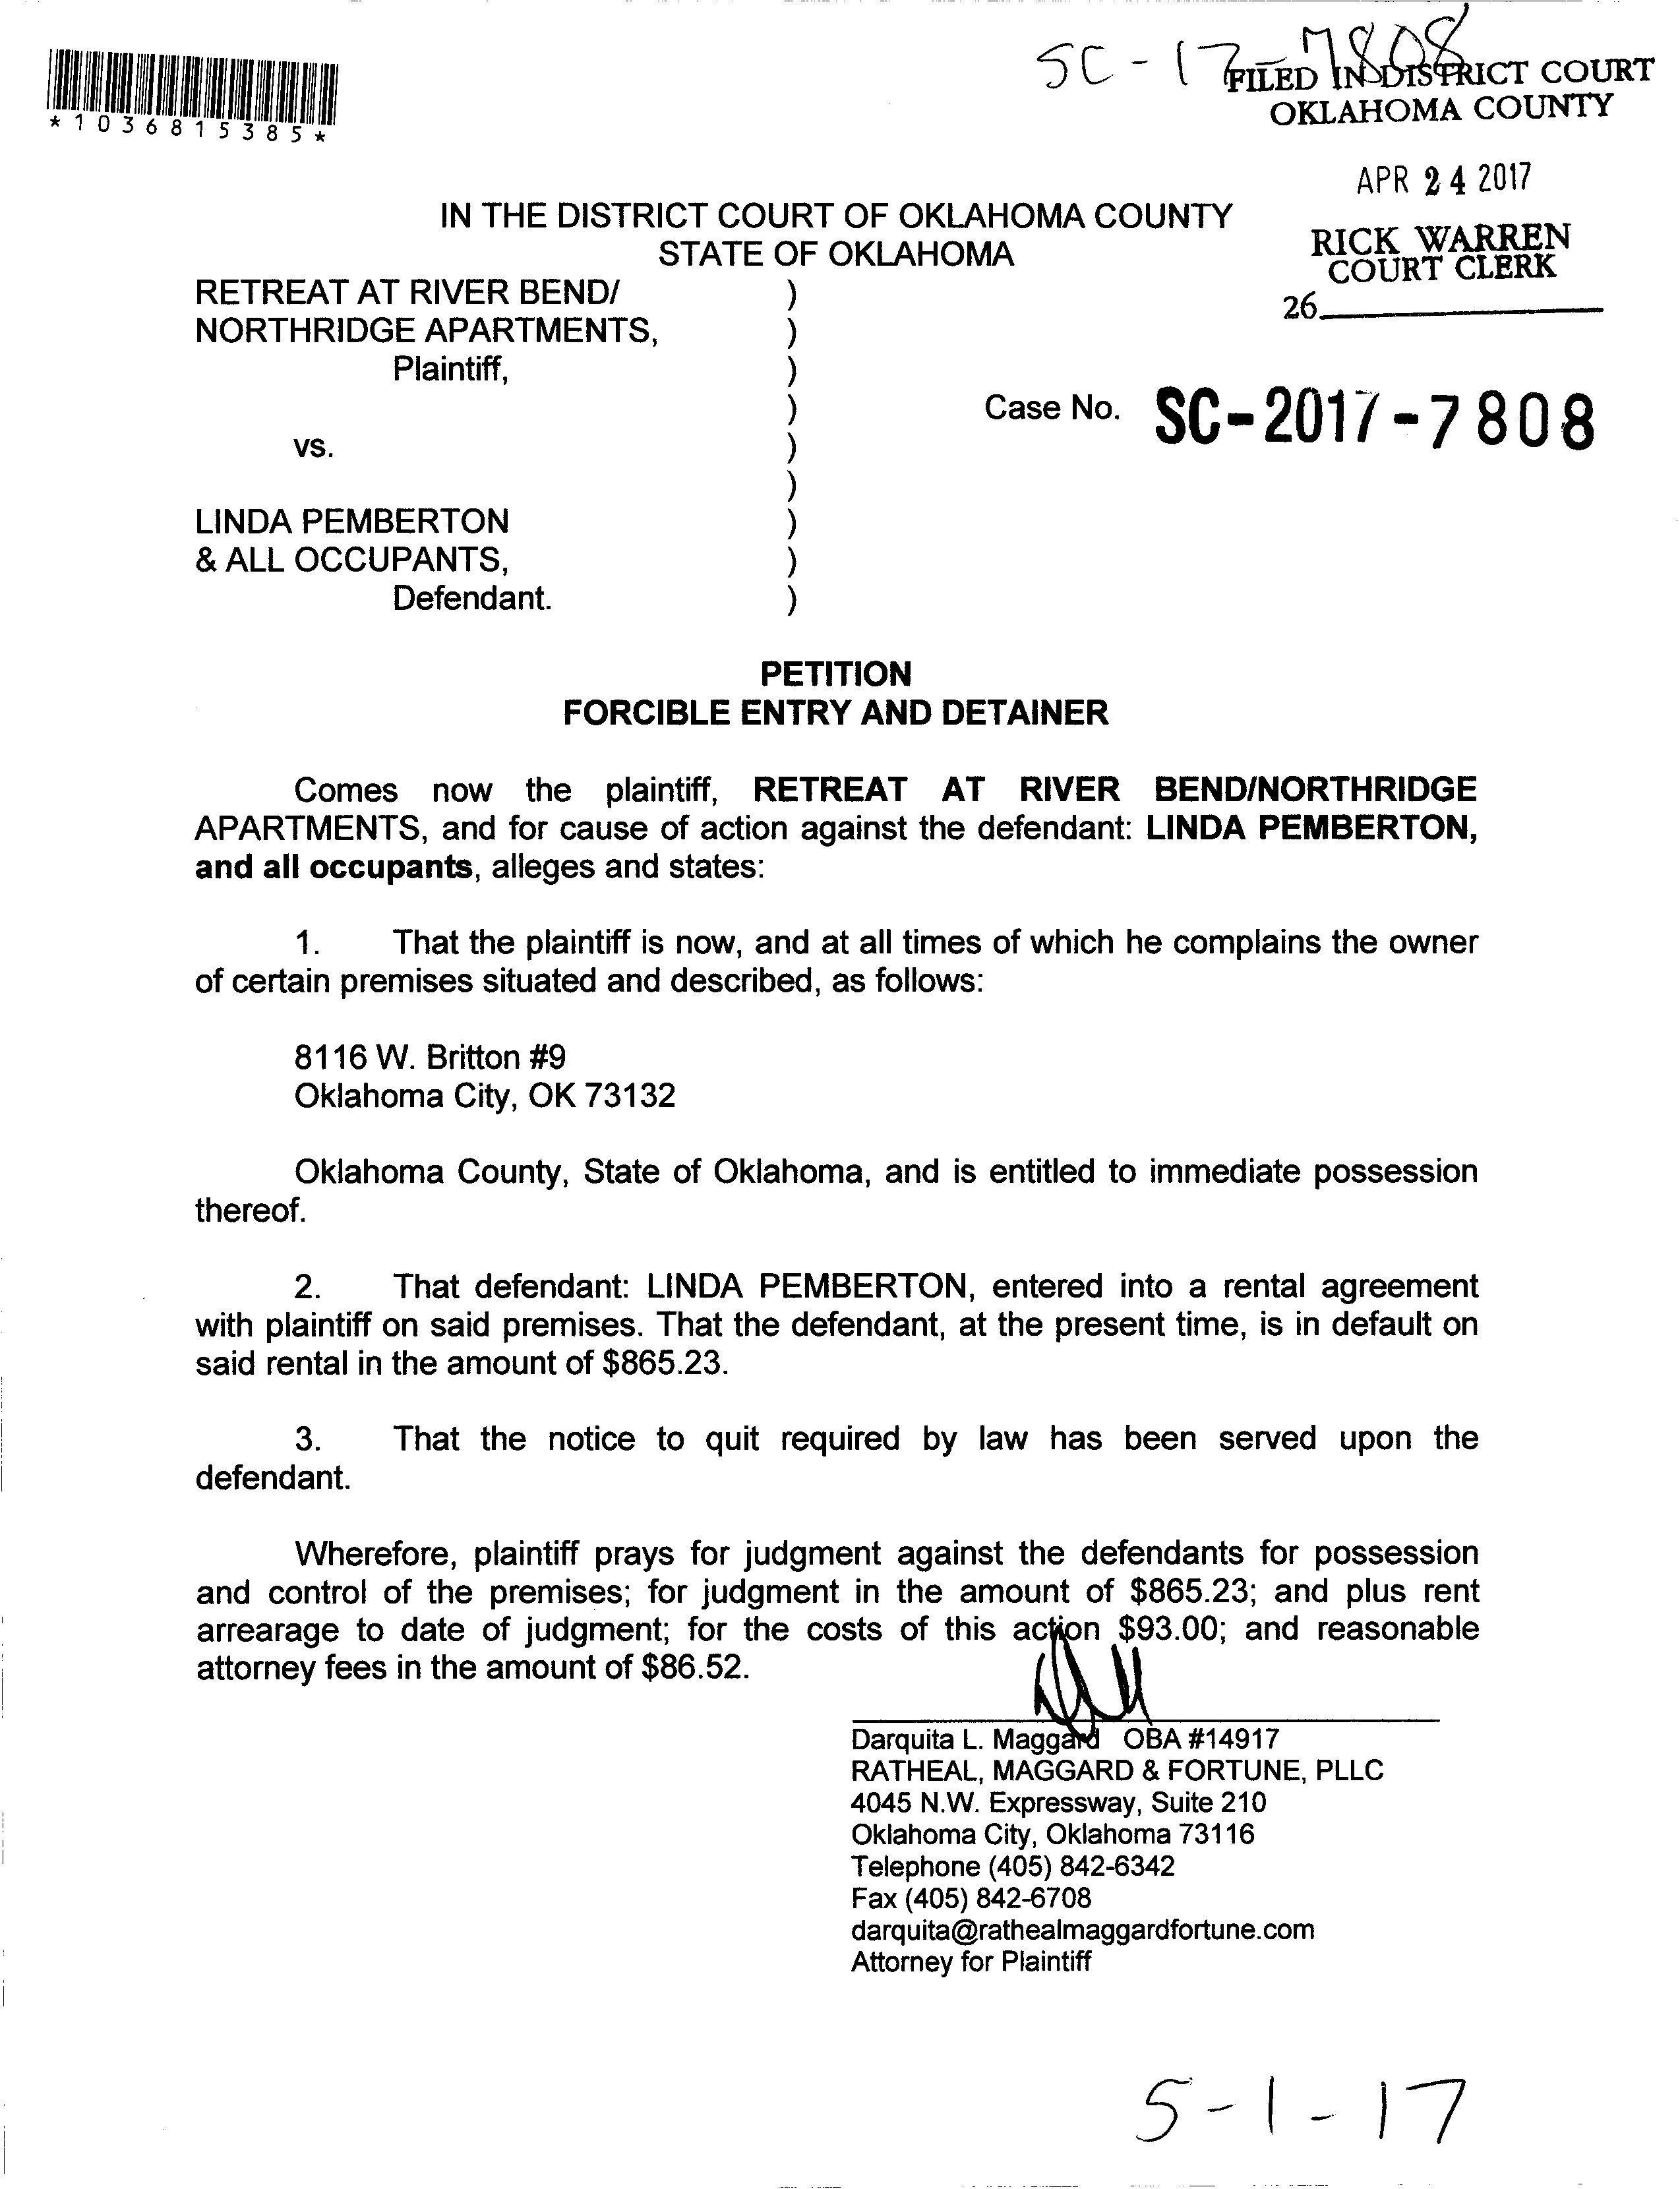 SC-17-7808
*1036815385*
FILED IN DISTRICT COURT
OKLAHOMA COUNTY
APR 24 2017
RICK WARREN
COURT CLERK
26
IN THE DISTRICT COURT OF OKLAHOMA COUNTY
STATE OF OKLAHOMA
RETREAT AT RIVER BEND/ )
NORTHRIDGE APARTMENTS, )
Plaintiff, )
)
Case No. SC-2017-7808
vs. )
)
LINDA PEMBERTON )
& ALL OCCUPANTS, )
Defendant. )
PETITION
FORCIBLE ENTRY AND DETAINER
Comes now the plaintiff, RETREAT AT RIVER BEND/NORTHRIDGE
APARTMENTS, and for cause of action against the defendant: LINDA PEMBERTON,
and all occupants, alleges and states:
1. That the plaintiff is now, and at all times of which he complains the owner
of certain premises situated and described, as follows:
8116 W. Britton #9
Oklahoma City, OK 73132
Oklahoma County, State of Oklahoma, and is entitled to immediate possession
thereof.
2. That defendant: LINDA PEMBERTON, entered into a rental agreement
with plaintiff on said premises. That the defendant, at the present time, is in default on
said rental in the amount of $865.23.
3. That the notice to quit required by law has been served upon the
defendant.
Wherefore, plaintiff prays for judgment against the defendants for possession
and control of the premises; for judgment in the amount of $865.23; and plus rent
arrearage to date of judgment; for the costs of this action $93.00; and reasonable
attorney fees in the amount of $86.52.
Darquita L. Maggard OBA #14917
RATHEAL, MAGGARD & FORTUNE, PLLC
4045 N.W. Expressway, Suite 210
Oklahoma City, Oklahoma 73116
Telephone (405) 842-6342
Fax (405) 842-6708
darquita@rathealmaggardfortune.com
Attorney for Plaintiff
5-1-17